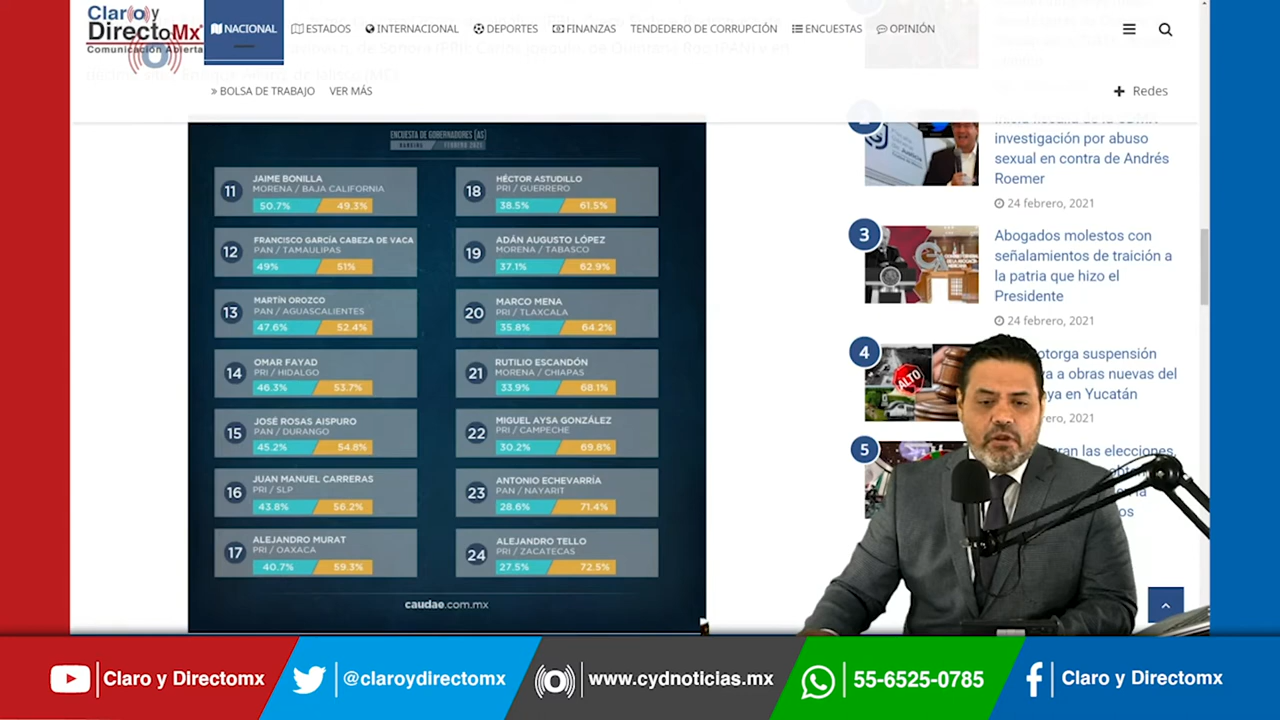 Claro y
DirectoMx
Comunicación Abierta
NACIONAL
ESTADOS
INTERNACIONAL
DEPORTES
FINANZAS
TENDEDERO DE CORRUPCIÓN
ENCUESTAS
OPINIÓN
» BOLSA DE TRABAJO
VER MÁS
+ Redes
ENCUESTA DE GOBERNADORES (AS)
RANKING FEBRERO 2021
11
JAIME BONILLA
MORENA / BAJA CALIFORNIA
50.7% 49.3%
12
FRANCISCO GARCÍA CABEZA DE VACA
PAN / TAMAULIPAS
49% 51%
13
MARTÍN OROZCO
PAN / AGUASCALIENTES
47.6% 52.4%
14
OMAR FAYAD
PRI / HIDALGO
46.3% 53.7%
15
JOSÉ ROSAS AISPURO
PAN / DURANGO
45.2% 54.8%
16
JUAN MANUEL CARRERAS
PRI / SLP
43.8% 56.2%
17
ALEJANDRO MURAT
PRI / OAXACA
40.7% 59.3%
18
HÉCTOR ASTUDILLO
PRI / GUERRERO
38.5% 61.5%
19
ADÁN AUGUSTO LÓPEZ
MORENA / TABASCO
37.1% 62.9%
20
MARCO MENA
PRI / TLAXCALA
35.8% 64.2%
21
RUTILIO ESCANDÓN
MORENA / CHIAPAS
33.9% 68.1%
22
MIGUEL AYSA GONZÁLEZ
PRI / CAMPECHE
30.2% 69.8%
23
ANTONIO ECHEVARRÍA
PAN / NAYARIT
28.6% 71.4%
24
ALEJANDRO TELLO
PRI / ZACATECAS
27.5% 72.5%
caudae.com.mx
investigación por abuso
sexual en contra de Andrés
Roemer
24 febrero, 2021
3
Abogados molestos con
señalamientos de traición a
la patria que hizo el
Presidente
24 febrero, 2021
4
ALTO
otorga suspensión
a obras nuevas del
en Yucatán
2021
5
las elecciones,
Claro y Directomx
@claroydirectomx
www.cydnoticias.mx
55-6525-0785
Claro y Directomx